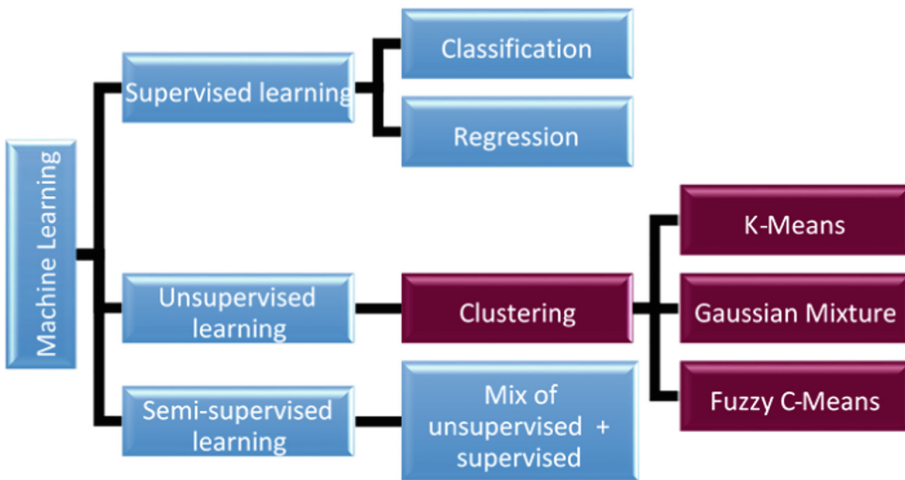 Machine Learning
Supervised learning
Classification
Regression
Unsupervised
learning
Clustering
K-Means
Gaussian Mixture
Fuzzy C-Means
Semi-supervised
learning
Mix of
unsupervised +
supervised